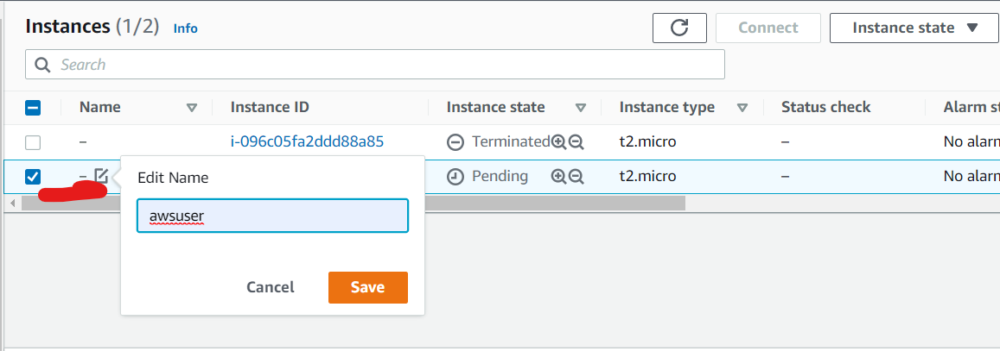 Instances (1/2) Info Connect Instance state
Search
Name Instance ID Instance state Instance type Status check Alarm st
– i-096c05fa2ddd88a85 Terminated t2.micro – No alarm
– Pending t2.micro – No alarm
Edit Name
awsuser
Cancel Save